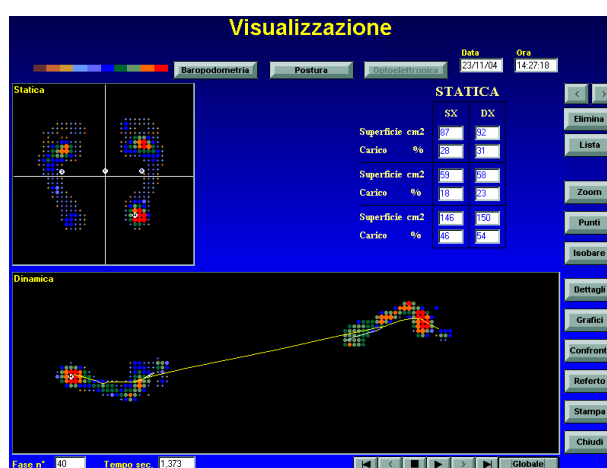 Visualizzazione
Data Ora
Baropodometria Postura Optoelettronica 23/11/04 14:27:18
Statica
STATICA
SX DX
Superficie cm2 87 92
Carico % 28 31
Superficie cm2 59 58
Carico % 18 23
Superficie cm2 146 150
Carico % 46 54
< >
Elimina
Lista
Zoom
Punti
Isobare
Dinamica
Dettagli
Grafici
Confront
Referto
Stampa
Chiudi
Fase n° 40 Tempo sec. 1,373 Globale